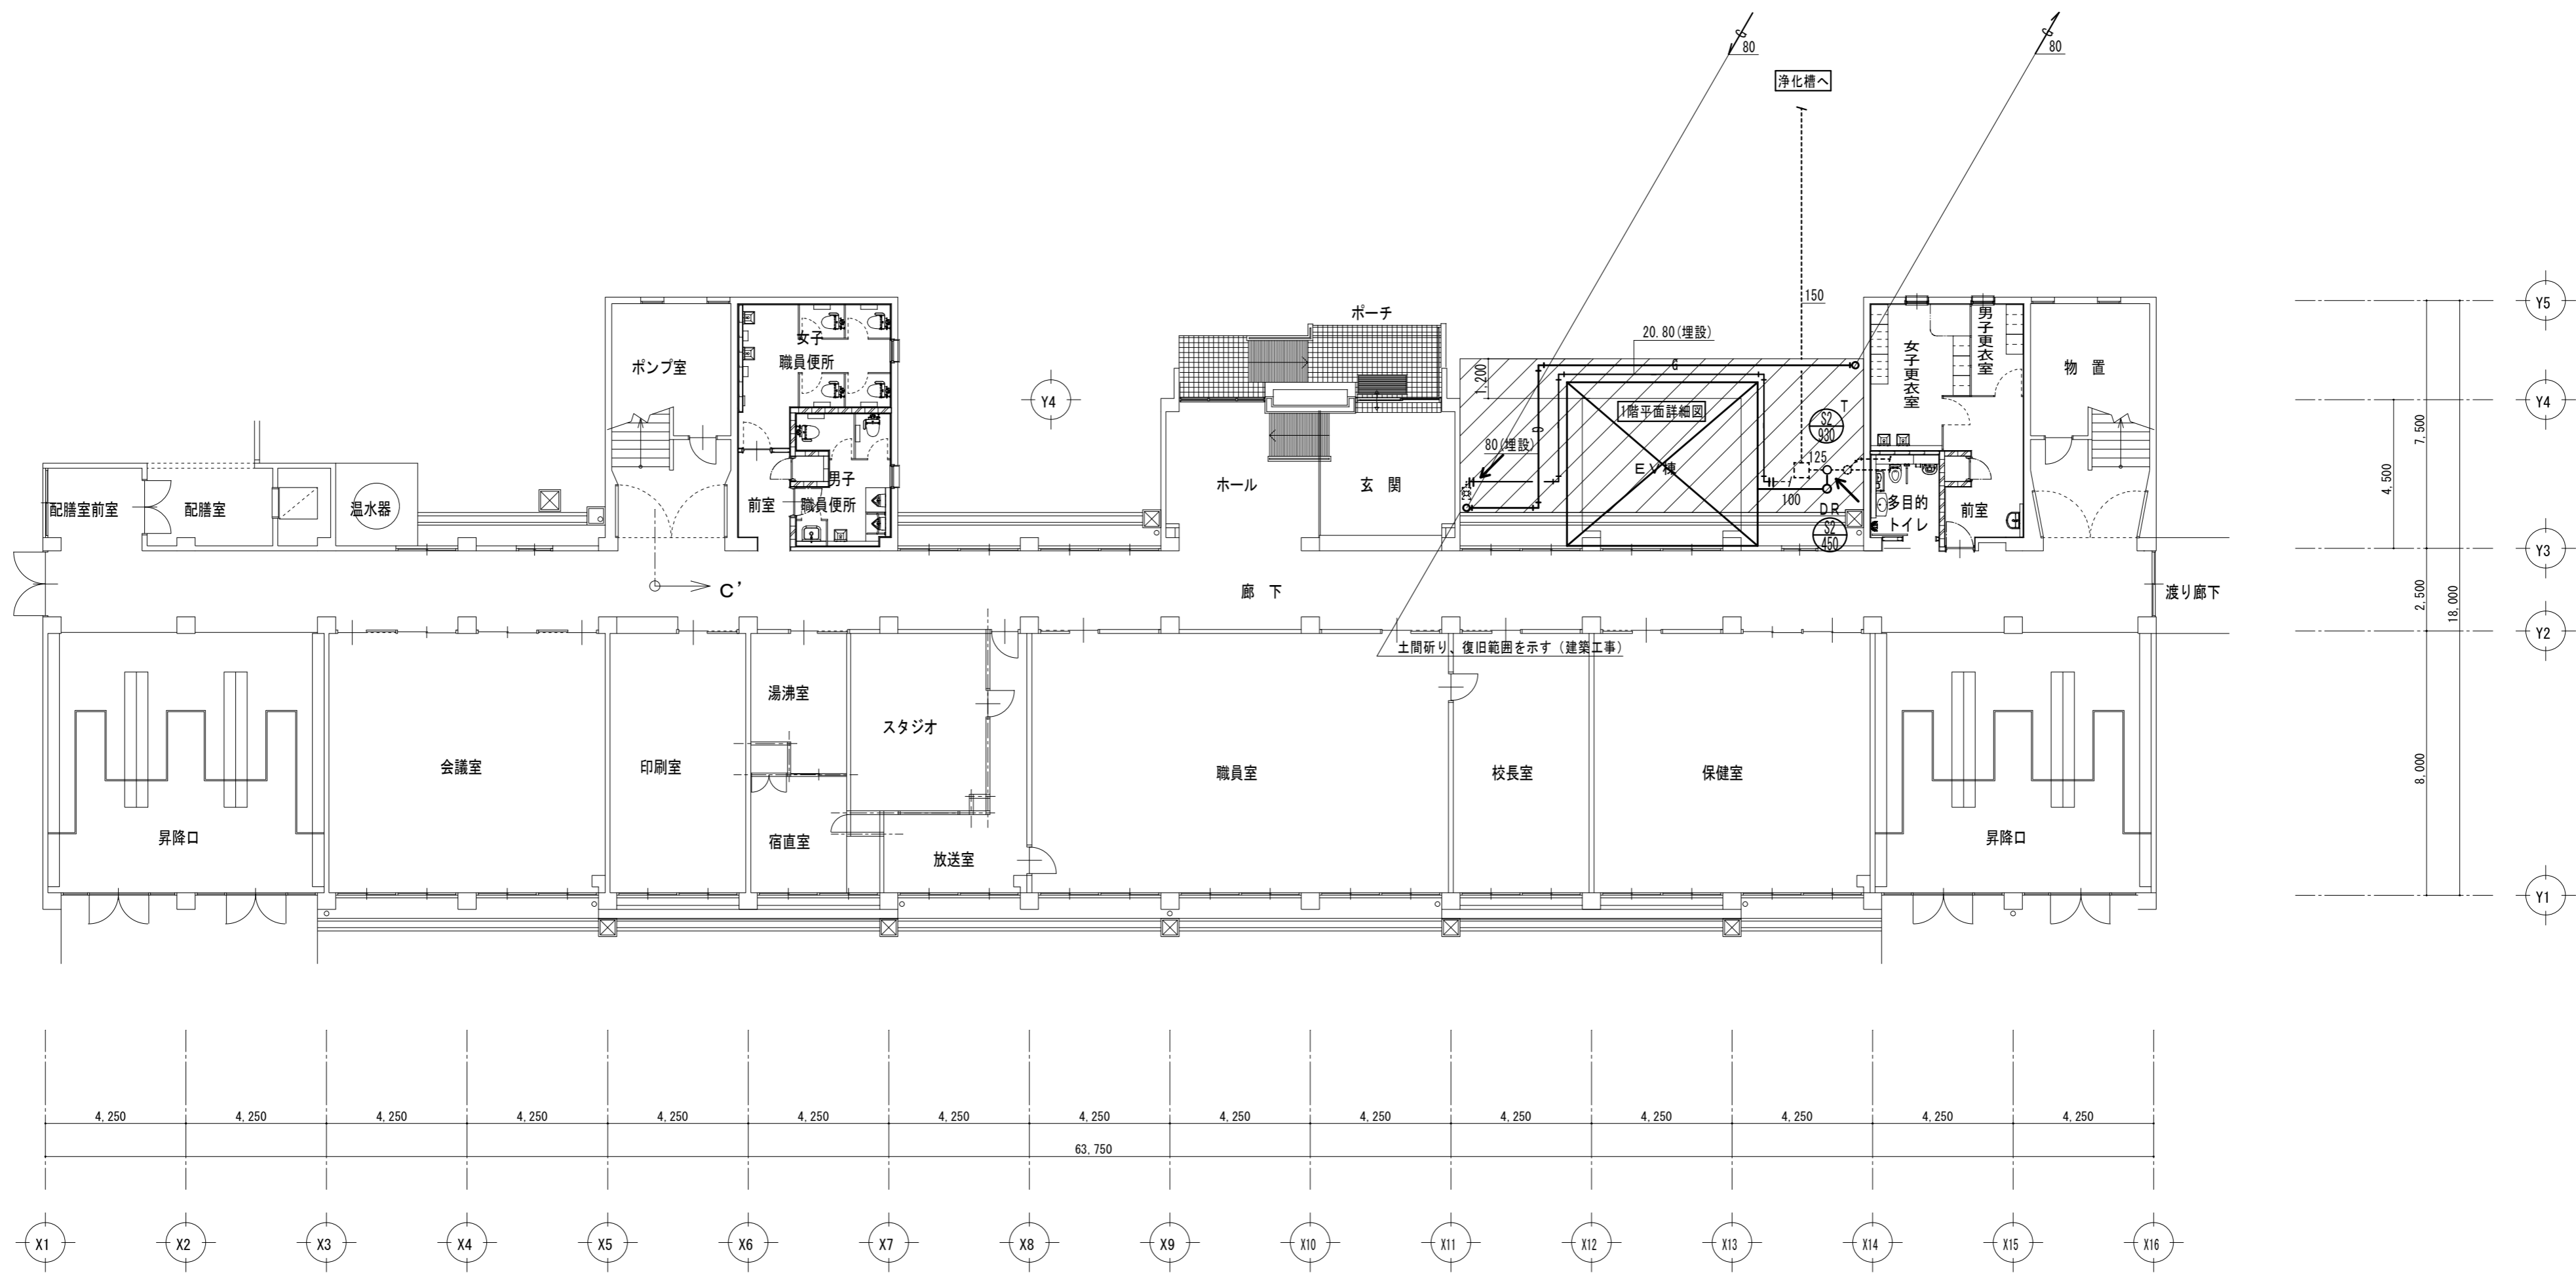 80
80
浄化槽へ
150
ポーチ
20.80(埋設)
G
1,200
1階平面詳細図
80(埋設)
D
EV棟
T
S2
930
125
100
DR
S2
450
ポンプ室
女子
職員便所
男子
職員便所
前室
ホール
玄 関
女子更衣室
男子更衣室
物 置
多目的
トイレ
前室
配膳室前室
配膳室
温水器
Y4
C'
廊 下
渡り廊下
土間斫り、復旧範囲を示す(建築工事)
昇降口
会議室
印刷室
湯沸室
宿直室
スタジオ
放送室
職員室
校長室
保健室
昇降口
Y5
Y4
Y3
Y2
Y1
7,500
4,500
2,500
18,000
8,000
4,250 4,250 4,250 4,250 4,250 4,250 4,250 4,250 4,250 4,250 4,250 4,250 4,250 4,250 4,250
63,750
X1 X2 X3 X4 X5 X6 X7 X8 X9 X10 X11 X12 X13 X14 X15 X16